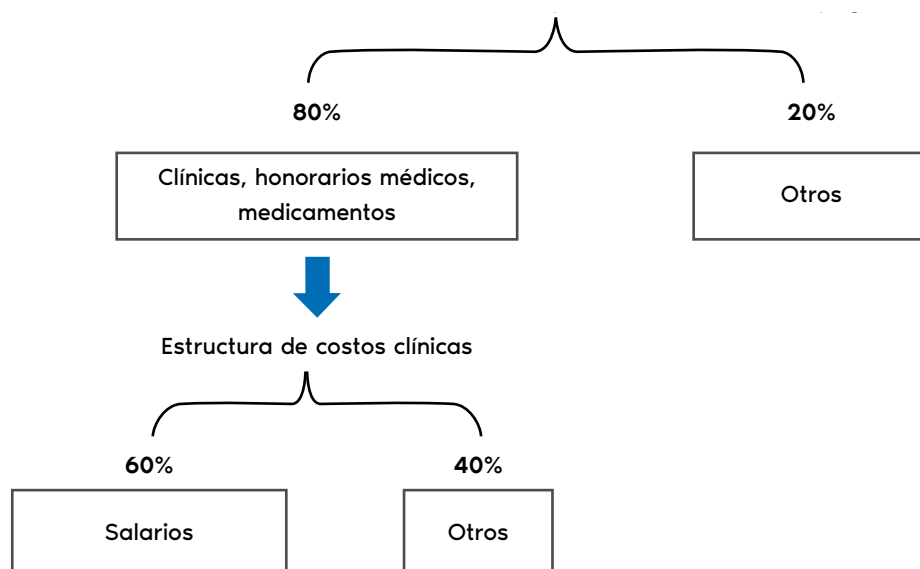 80%
20%
Clínicas, honorarios médicos,
medicamentos
Otros
Estructura de costos clínicas
60%
40%
Salarios
Otros